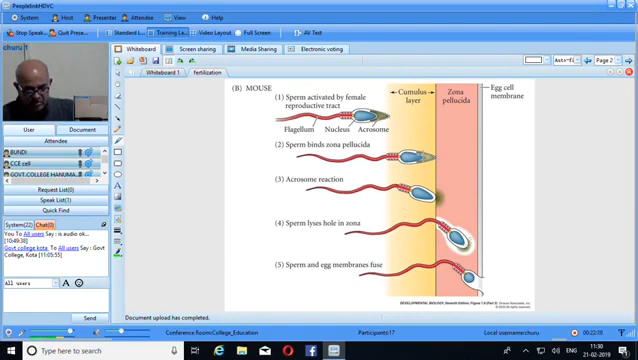 PeoplelinkHDVC
System Host Presenter Attendee View Help
Stop Speak... Quit Prese... Standard L... Training La... Video Layout Full Screen AV Text
churu
Whiteboard Screen sharing Media Sharing Electronic voting
Page 2
Whiteboard 1 Fertilization
User Document
Attendee
BUNDI
CCE cell
GOVT.COLLEGE HANUMA
Request List(0)
Speak List(1)
Quick Find
System(22) Chat(0)
You To All users Say : is audio ok...
[10:49:38]
Govt college kota To All users Say : Govt
College, Kota [11:05:55]
All users
Send
(B) MOUSE
(1) Sperm activated by female
reproductive tract
Flagellum Nucleus Acrosome
(2) Sperm binds zona pellucida
(3) Acrosome reaction
(4) Sperm lyses hole in zona
(5) Sperm and egg membranes fuse
Cumulus
layer
Zona
pellucida
Egg cell
membrane
Document upload has completed.
Conference Room:College_Education
Participants:17
Local username:churu
00:22:08
Type here to search
ENG
11:30
21-02-2019